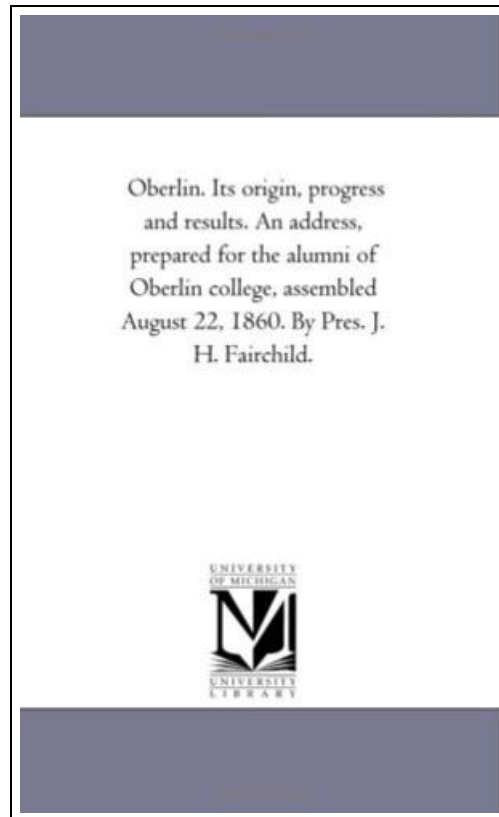 Oberlin. Its origin, progress
and results. An address,
prepared for the alumni of
Oberlin college, assembled
August 22, 1860. By Pres. J.
H. Fairchild.
UNIVERSITY
OF MICHIGAN
UNIVERSITY
LIBRARY